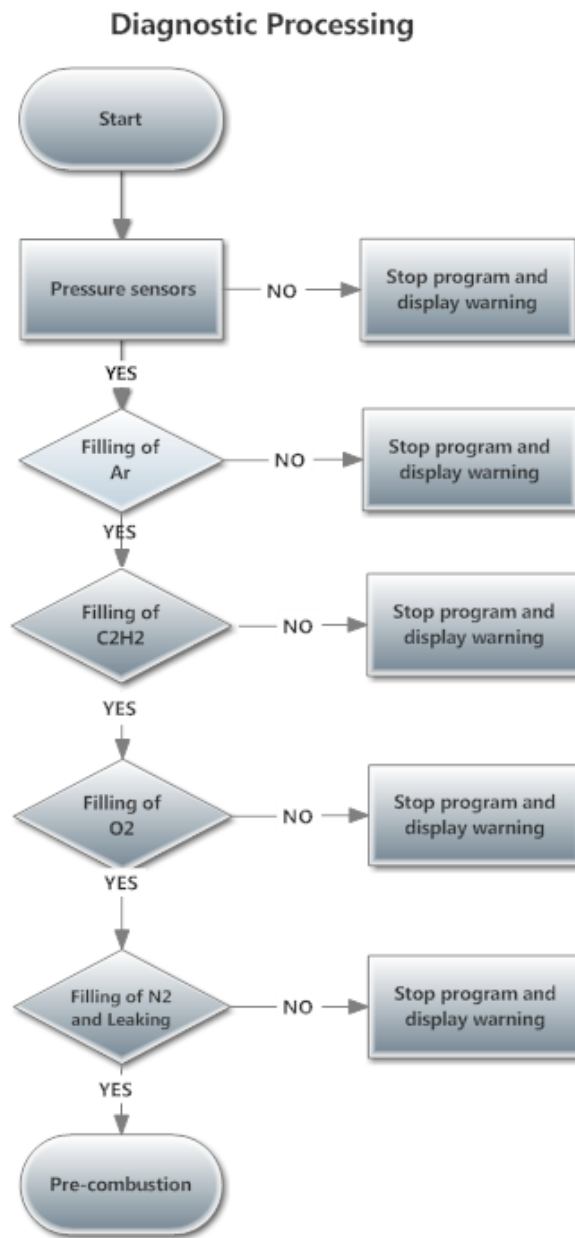 Diagnostic Processing
Start
Pressure sensors
NO
Stop program and
display warning
YES
Filling of
Ar
NO
Stop program and
display warning
YES
Filling of
C2H2
NO
Stop program and
display warning
YES
Filling of
O2
NO
Stop program and
display warning
YES
Filling of N2
and Leaking
NO
Stop program and
display warning
YES
Pre-combustion